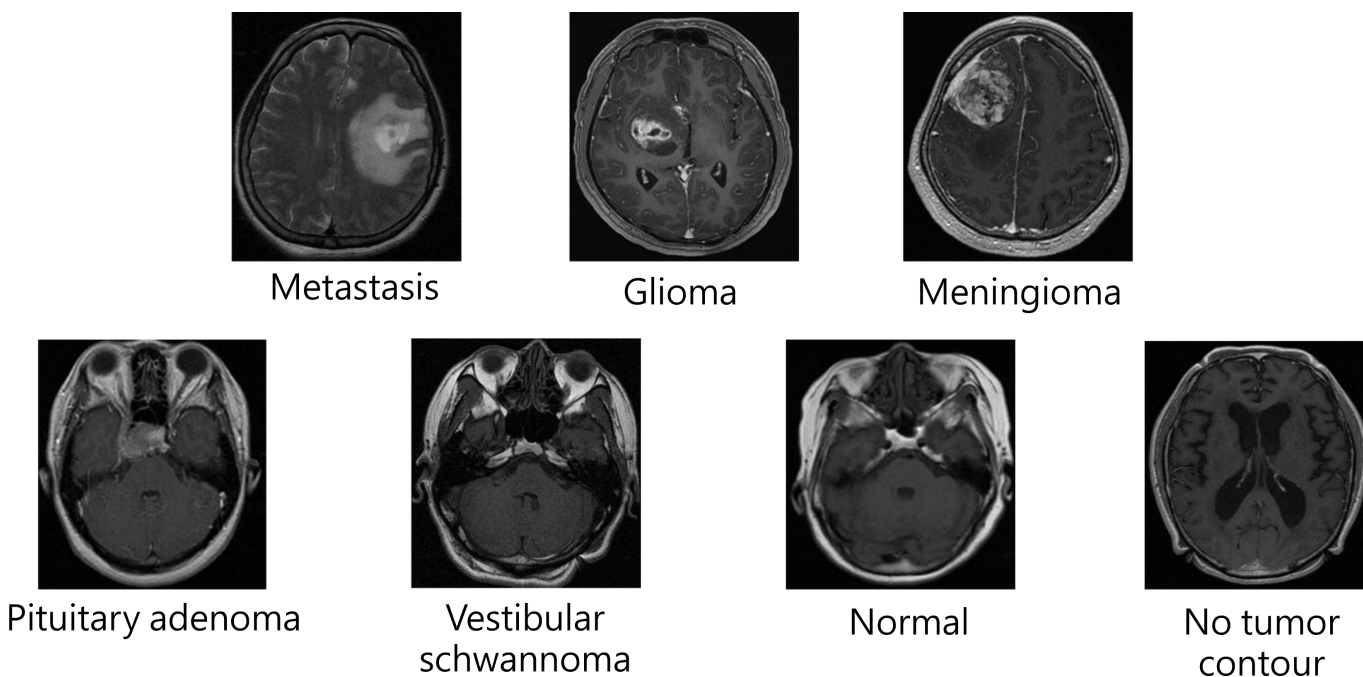 Metastasis
Glioma
Meningioma
Pituitary adenoma
Vestibular
schwannoma
Normal
No tumor
contour